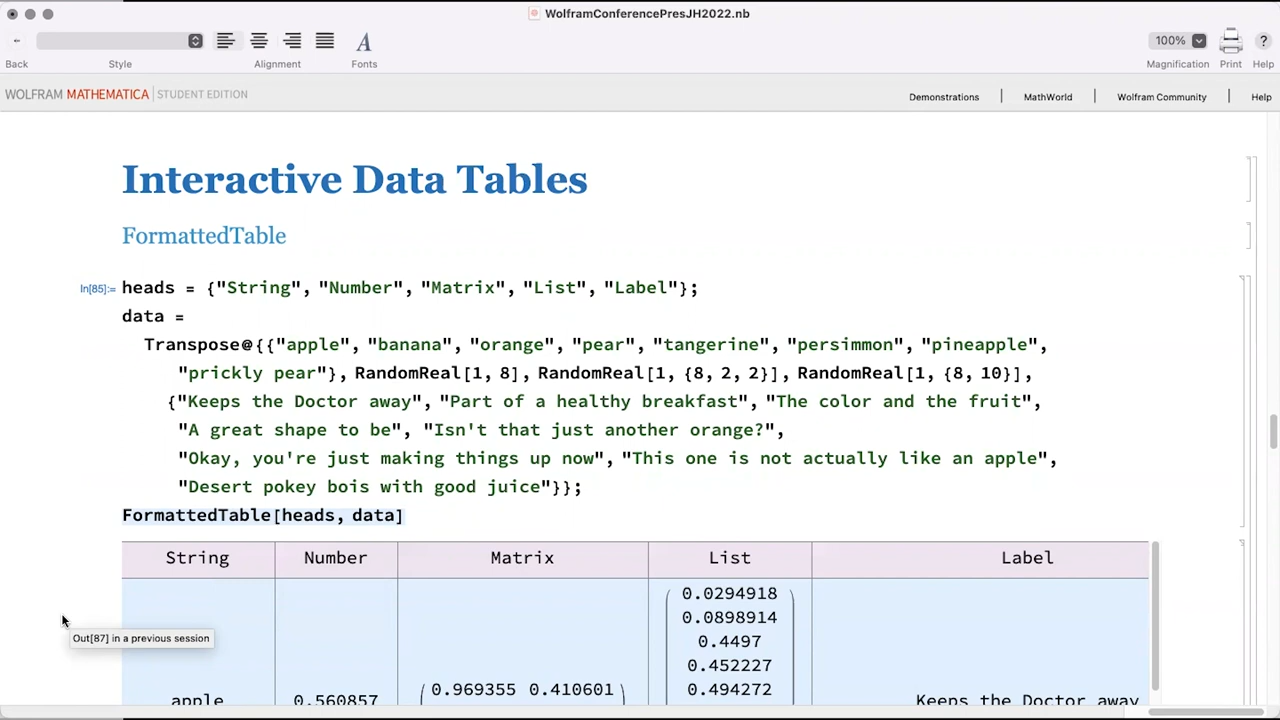 WolframConferencePresJH2022.nb
100%
Back Style Alignment Fonts Magnification Print Help
WOLFRAM MATHEMATICA | STUDENT EDITION
Demonstrations | MathWorld | Wolfram Community | Help
Interactive Data Tables
FormattedTable
In[85]:= heads = {"String", "Number", "Matrix", "List", "Label"};
data =
Transpose@{{"apple", "banana", "orange", "pear", "tangerine", "persimmon", "pineapple",
"prickly pear"}, RandomReal[1, 8], RandomReal[1, {8, 2, 2}], RandomReal[1, {8, 10}],
{"Keeps the Doctor away", "Part of a healthy breakfast", "The color and the fruit",
"A great shape to be", "Isn't that just another orange?",
"Okay, you're just making things up now", "This one is not actually like an apple",
"Desert pokey bois with good juice"}};
FormattedTable[heads, data]
String Number Matrix List Label
0.0294918
0.0898914
0.4497
0.452227
0.969355 0.410601 0.494272
apple 0.560857 Keeps the Doctor away
Out[87] in a previous session